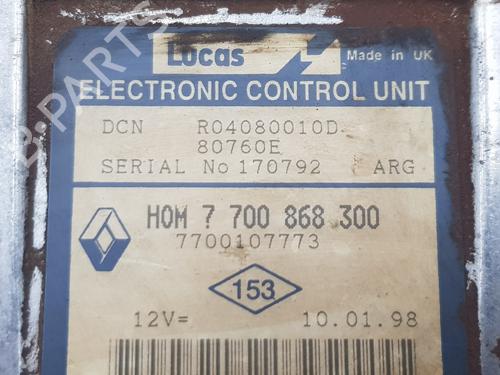 Lucas
Made in UK
ELECTRONIC CONTROL UNIT
DCN R04080010D
80760E
SERIAL No 170792 ARG
HOM 7 700 868 300
7700107773
153
12V= 10.01.98
B-PARTS